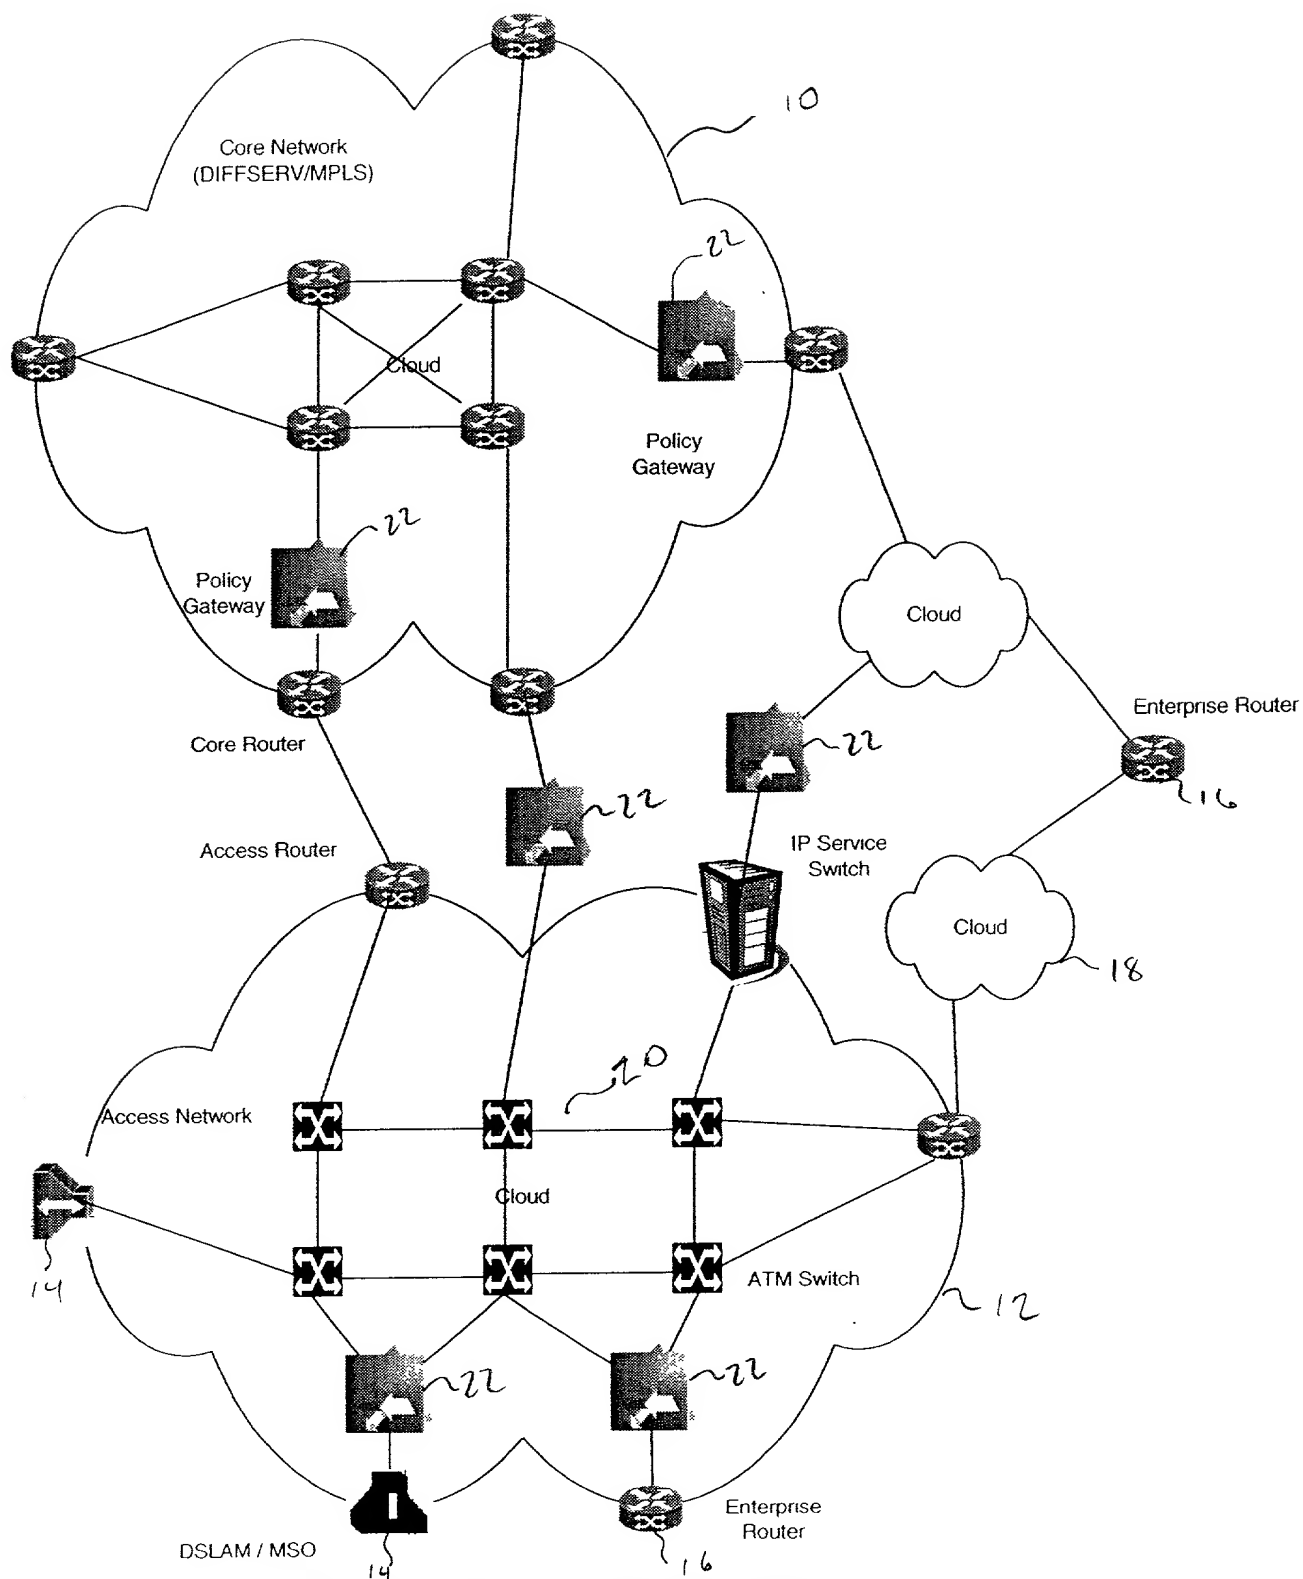 10
Core Network
(DIFFSERV/MPLS)
22
Cloud
Policy
Gateway
22
Policy
Gateway
Cloud
Enterprise Router
Core Router
22
16
22
IP Service
Switch
Access Router
Cloud
18
20
Access Network
Cloud
14
ATM Switch
12
22
22
Enterprise
Router
DSLAM / MSO
14
16